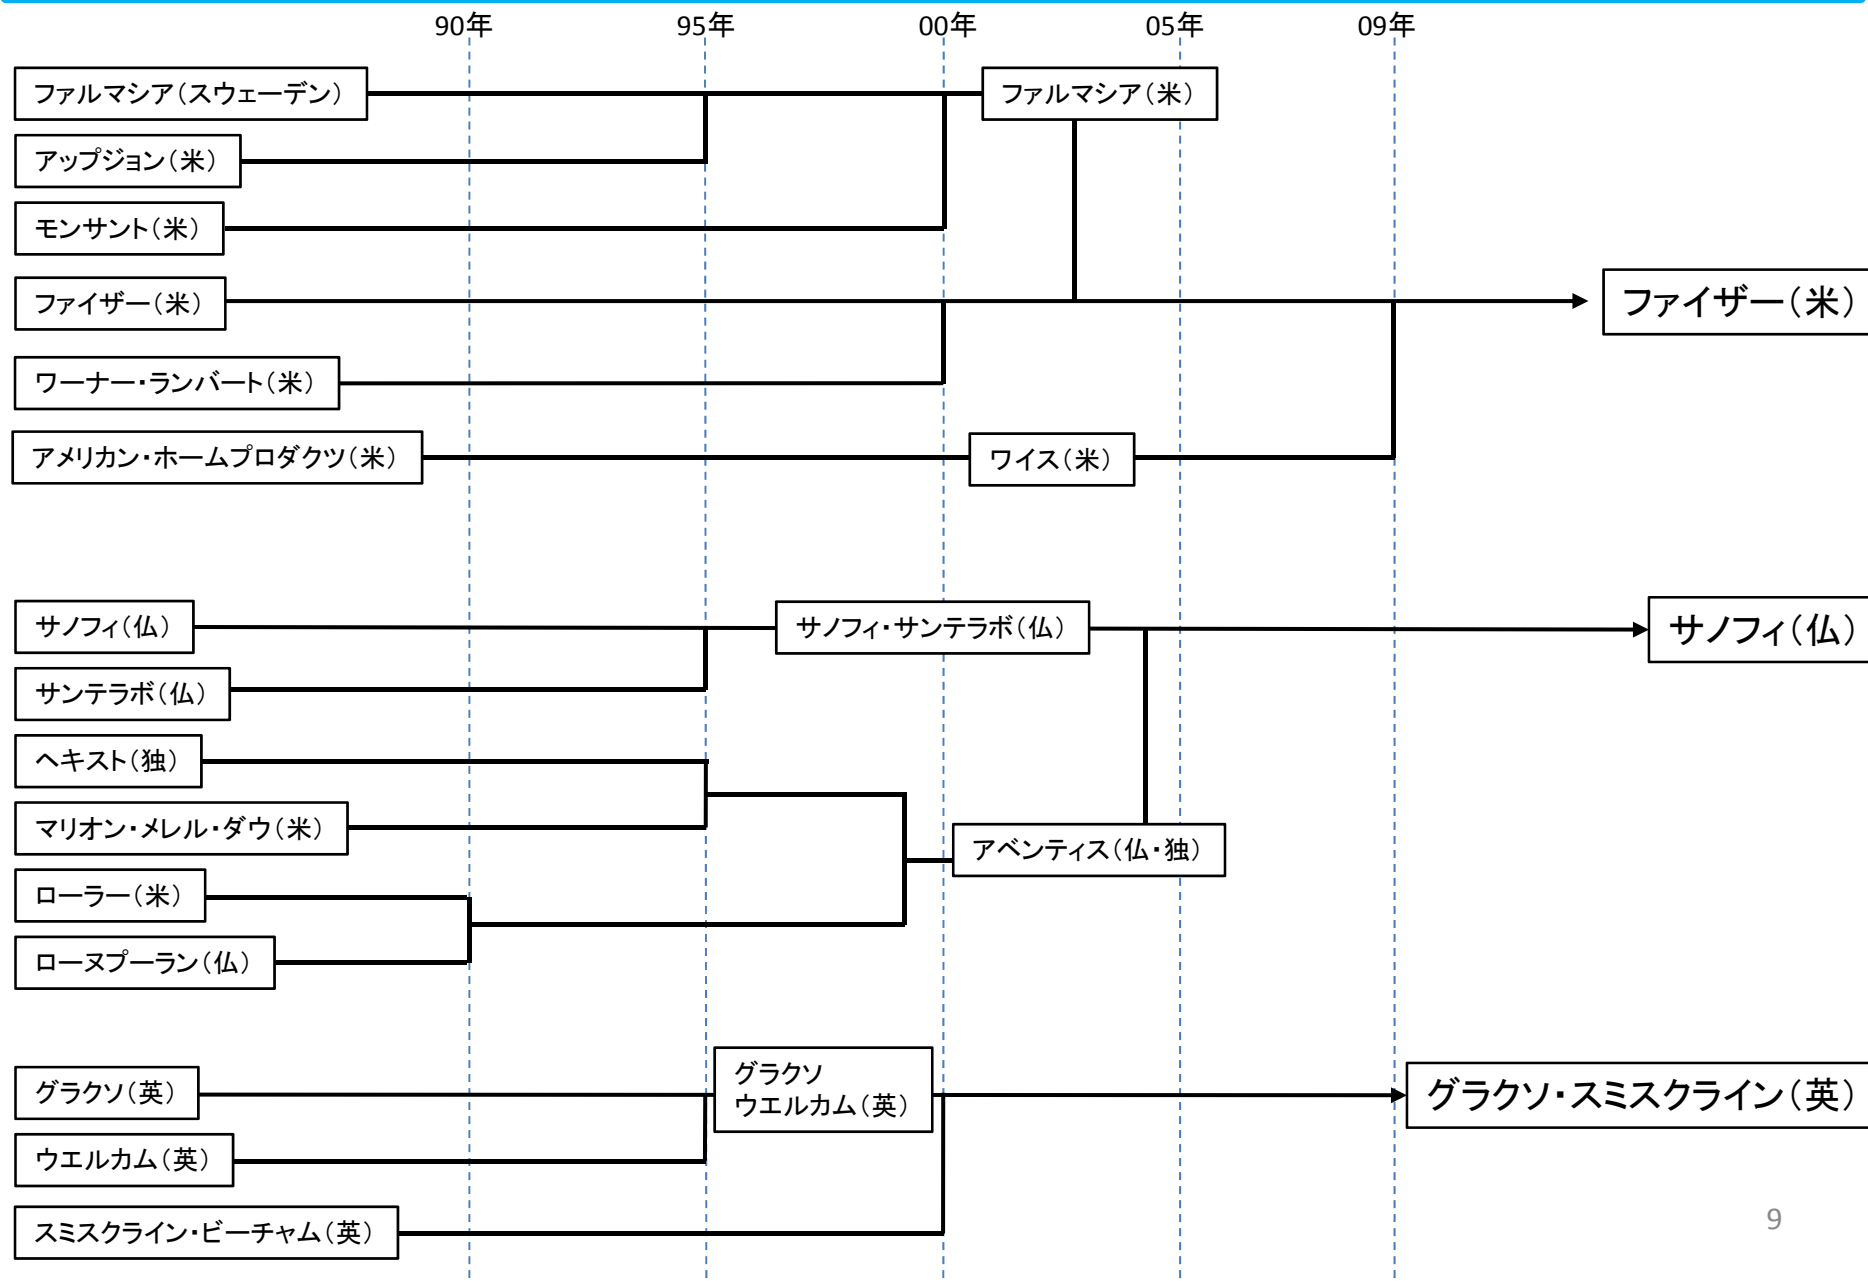 90年
95年
00年
05年
09年
ファルマシア(スウェーデン)
ファルマシア(米)
アップジョン(米)
モンサント(米)
ファイザー(米)
ファイザー(米)
ワーナー・ランバート(米)
アメリカン・ホームプロダクツ(米)
ワイス(米)
サノフィ(仏)
サノフィ・サンテラボ(仏)
サノフィ(仏)
サンテラボ(仏)
ヘキスト(独)
マリオン・メレル・ダウ(米)
アベンティス(仏・独)
ローラー(米)
ローヌプーラン(仏)
グラクソ(英)
グラクソ
ウエルカム(英)
グラクソ・スミスクライン(英)
ウエルカム(英)
スミスクライン・ビーチャム(英)
9